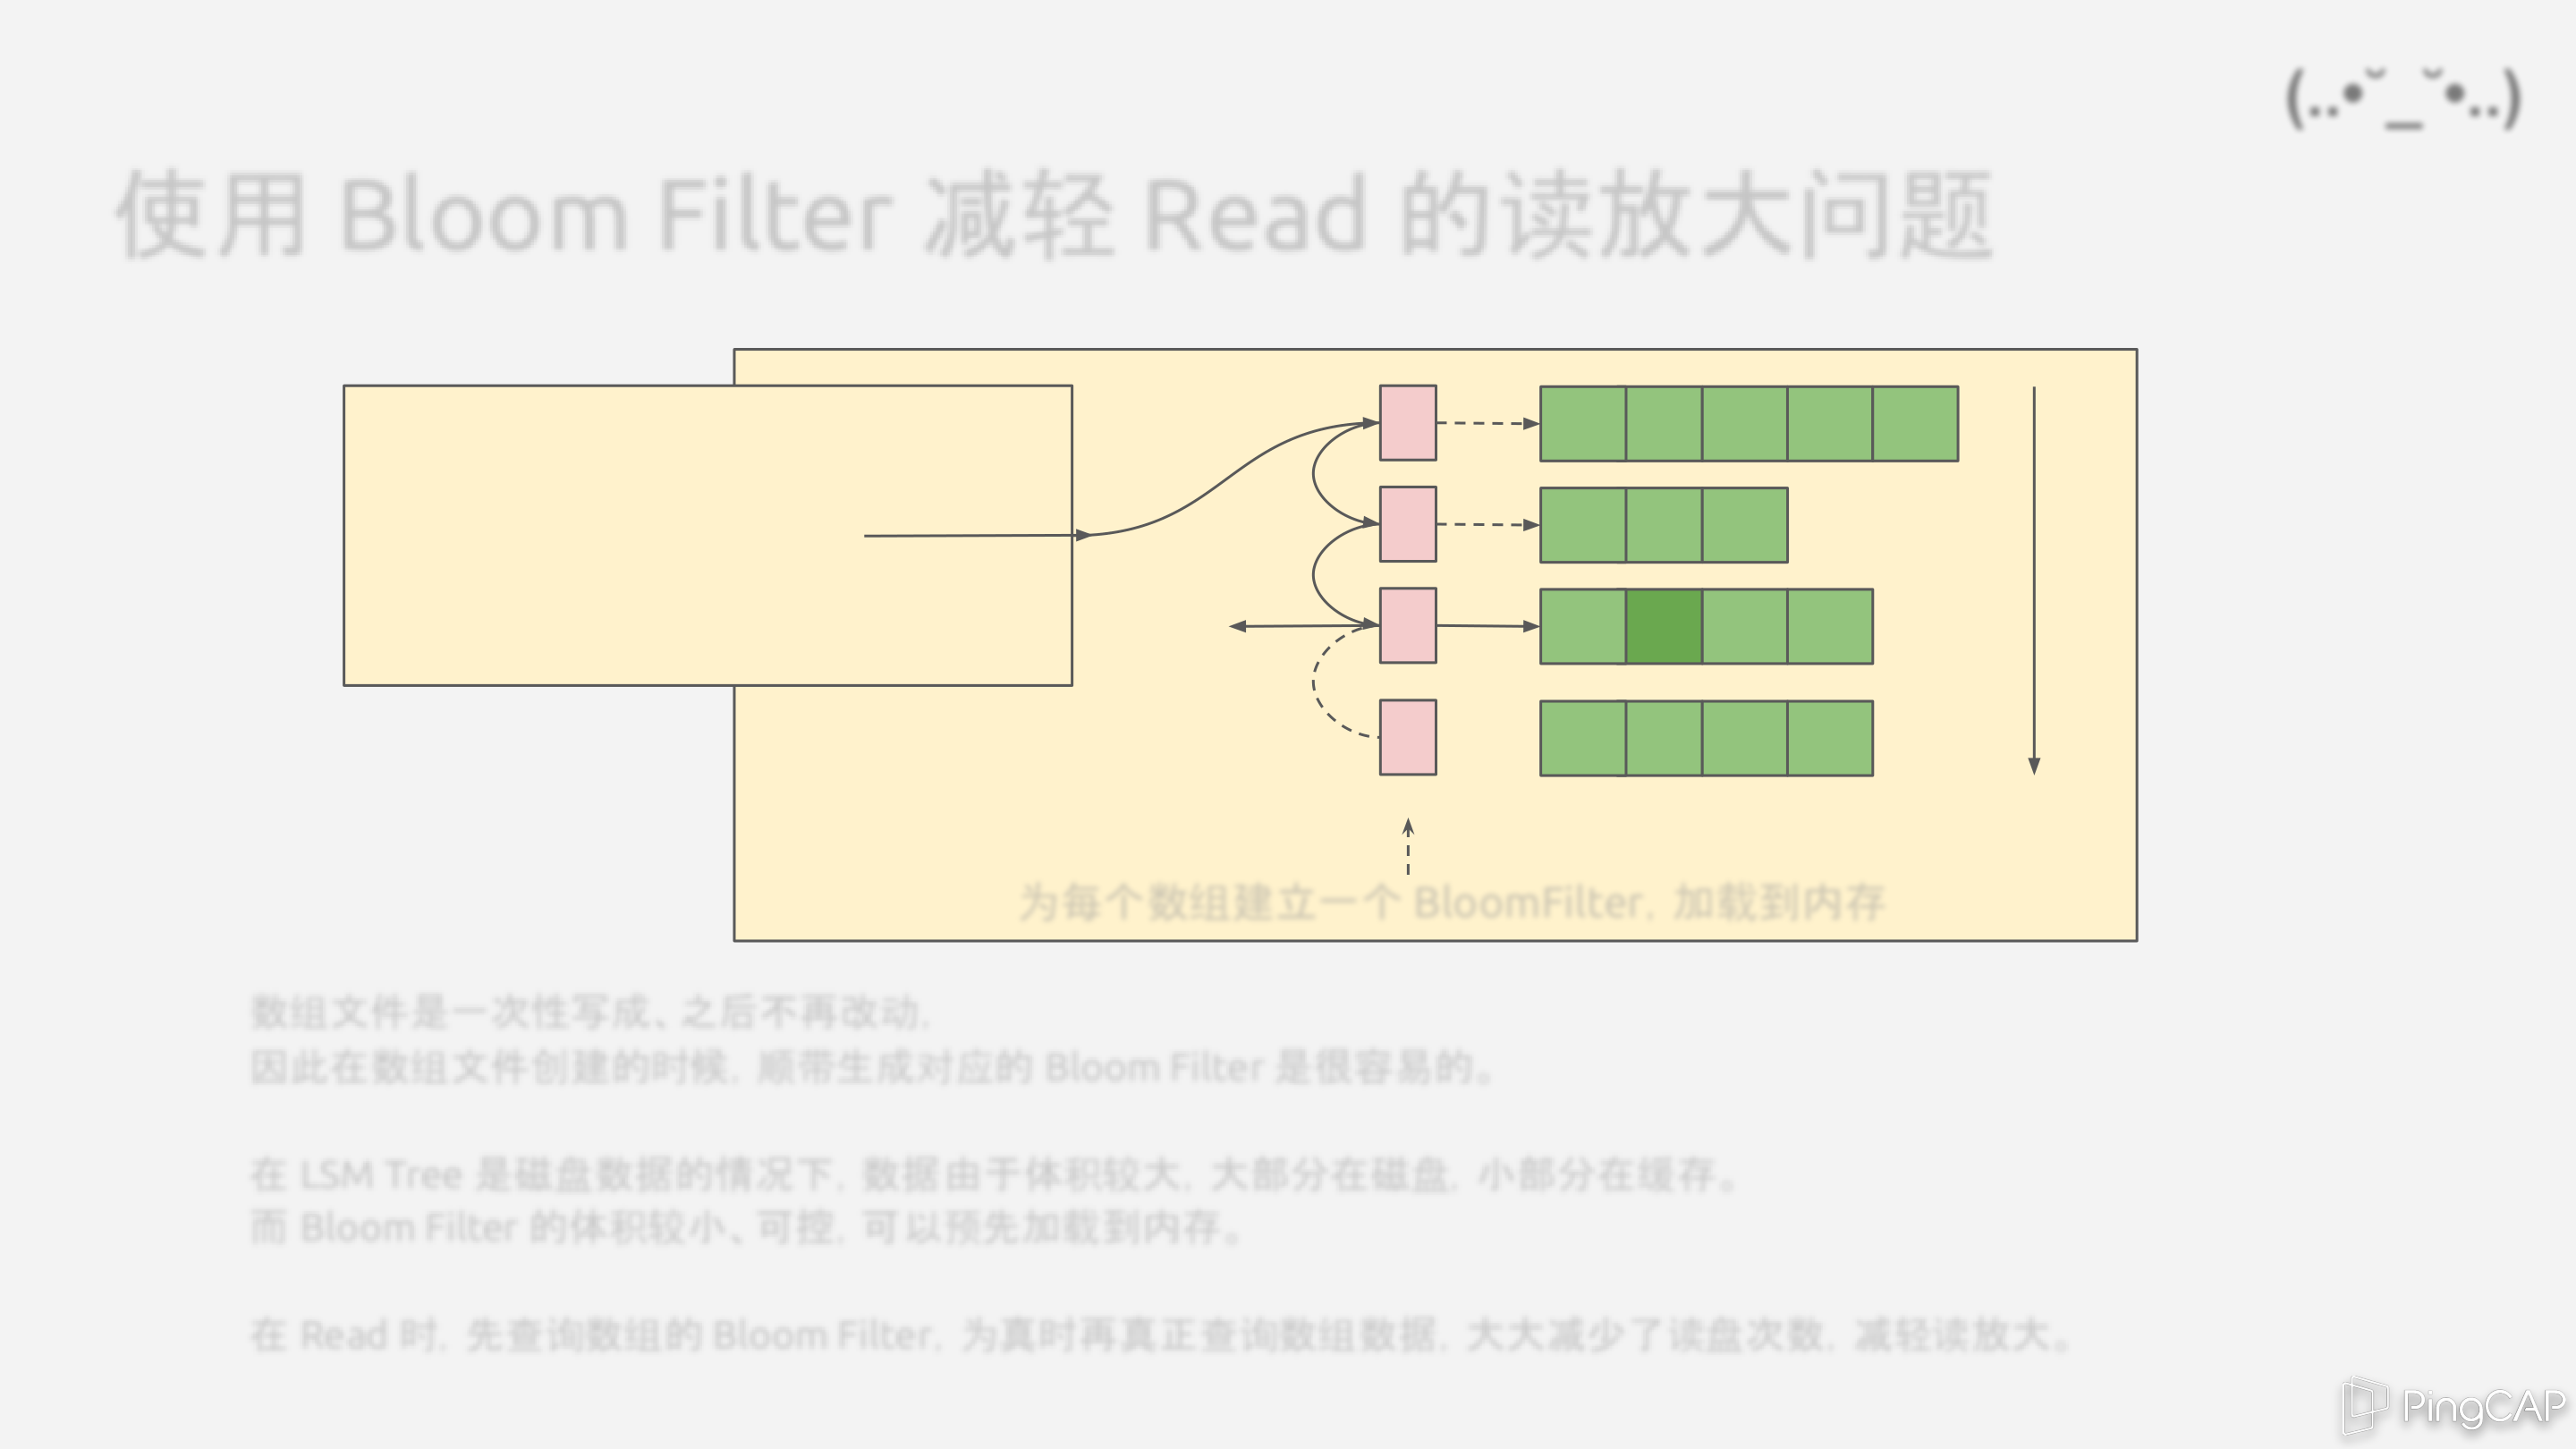 (..•˘_˘•..)
使用 Bloom Filter 减轻 Read 的读放大问题
为每个数组建立一个 BloomFilter，加载到内存
数组文件是一次性写成、之后不再改动，
因此在数组文件创建的时候，顺带生成对应的 Bloom Filter 是很容易的。
在 LSM Tree 是磁盘数据的情况下，数据由于体积较大，大部分在磁盘，小部分在缓存。
而 Bloom Filter 的体积较小、可控，可以预先加载到内存。
在 Read 时，先查询数组的 Bloom Filter，为真时再真正查询数组数据，大大减少了读盘次数，减轻读放大。
PingCAP